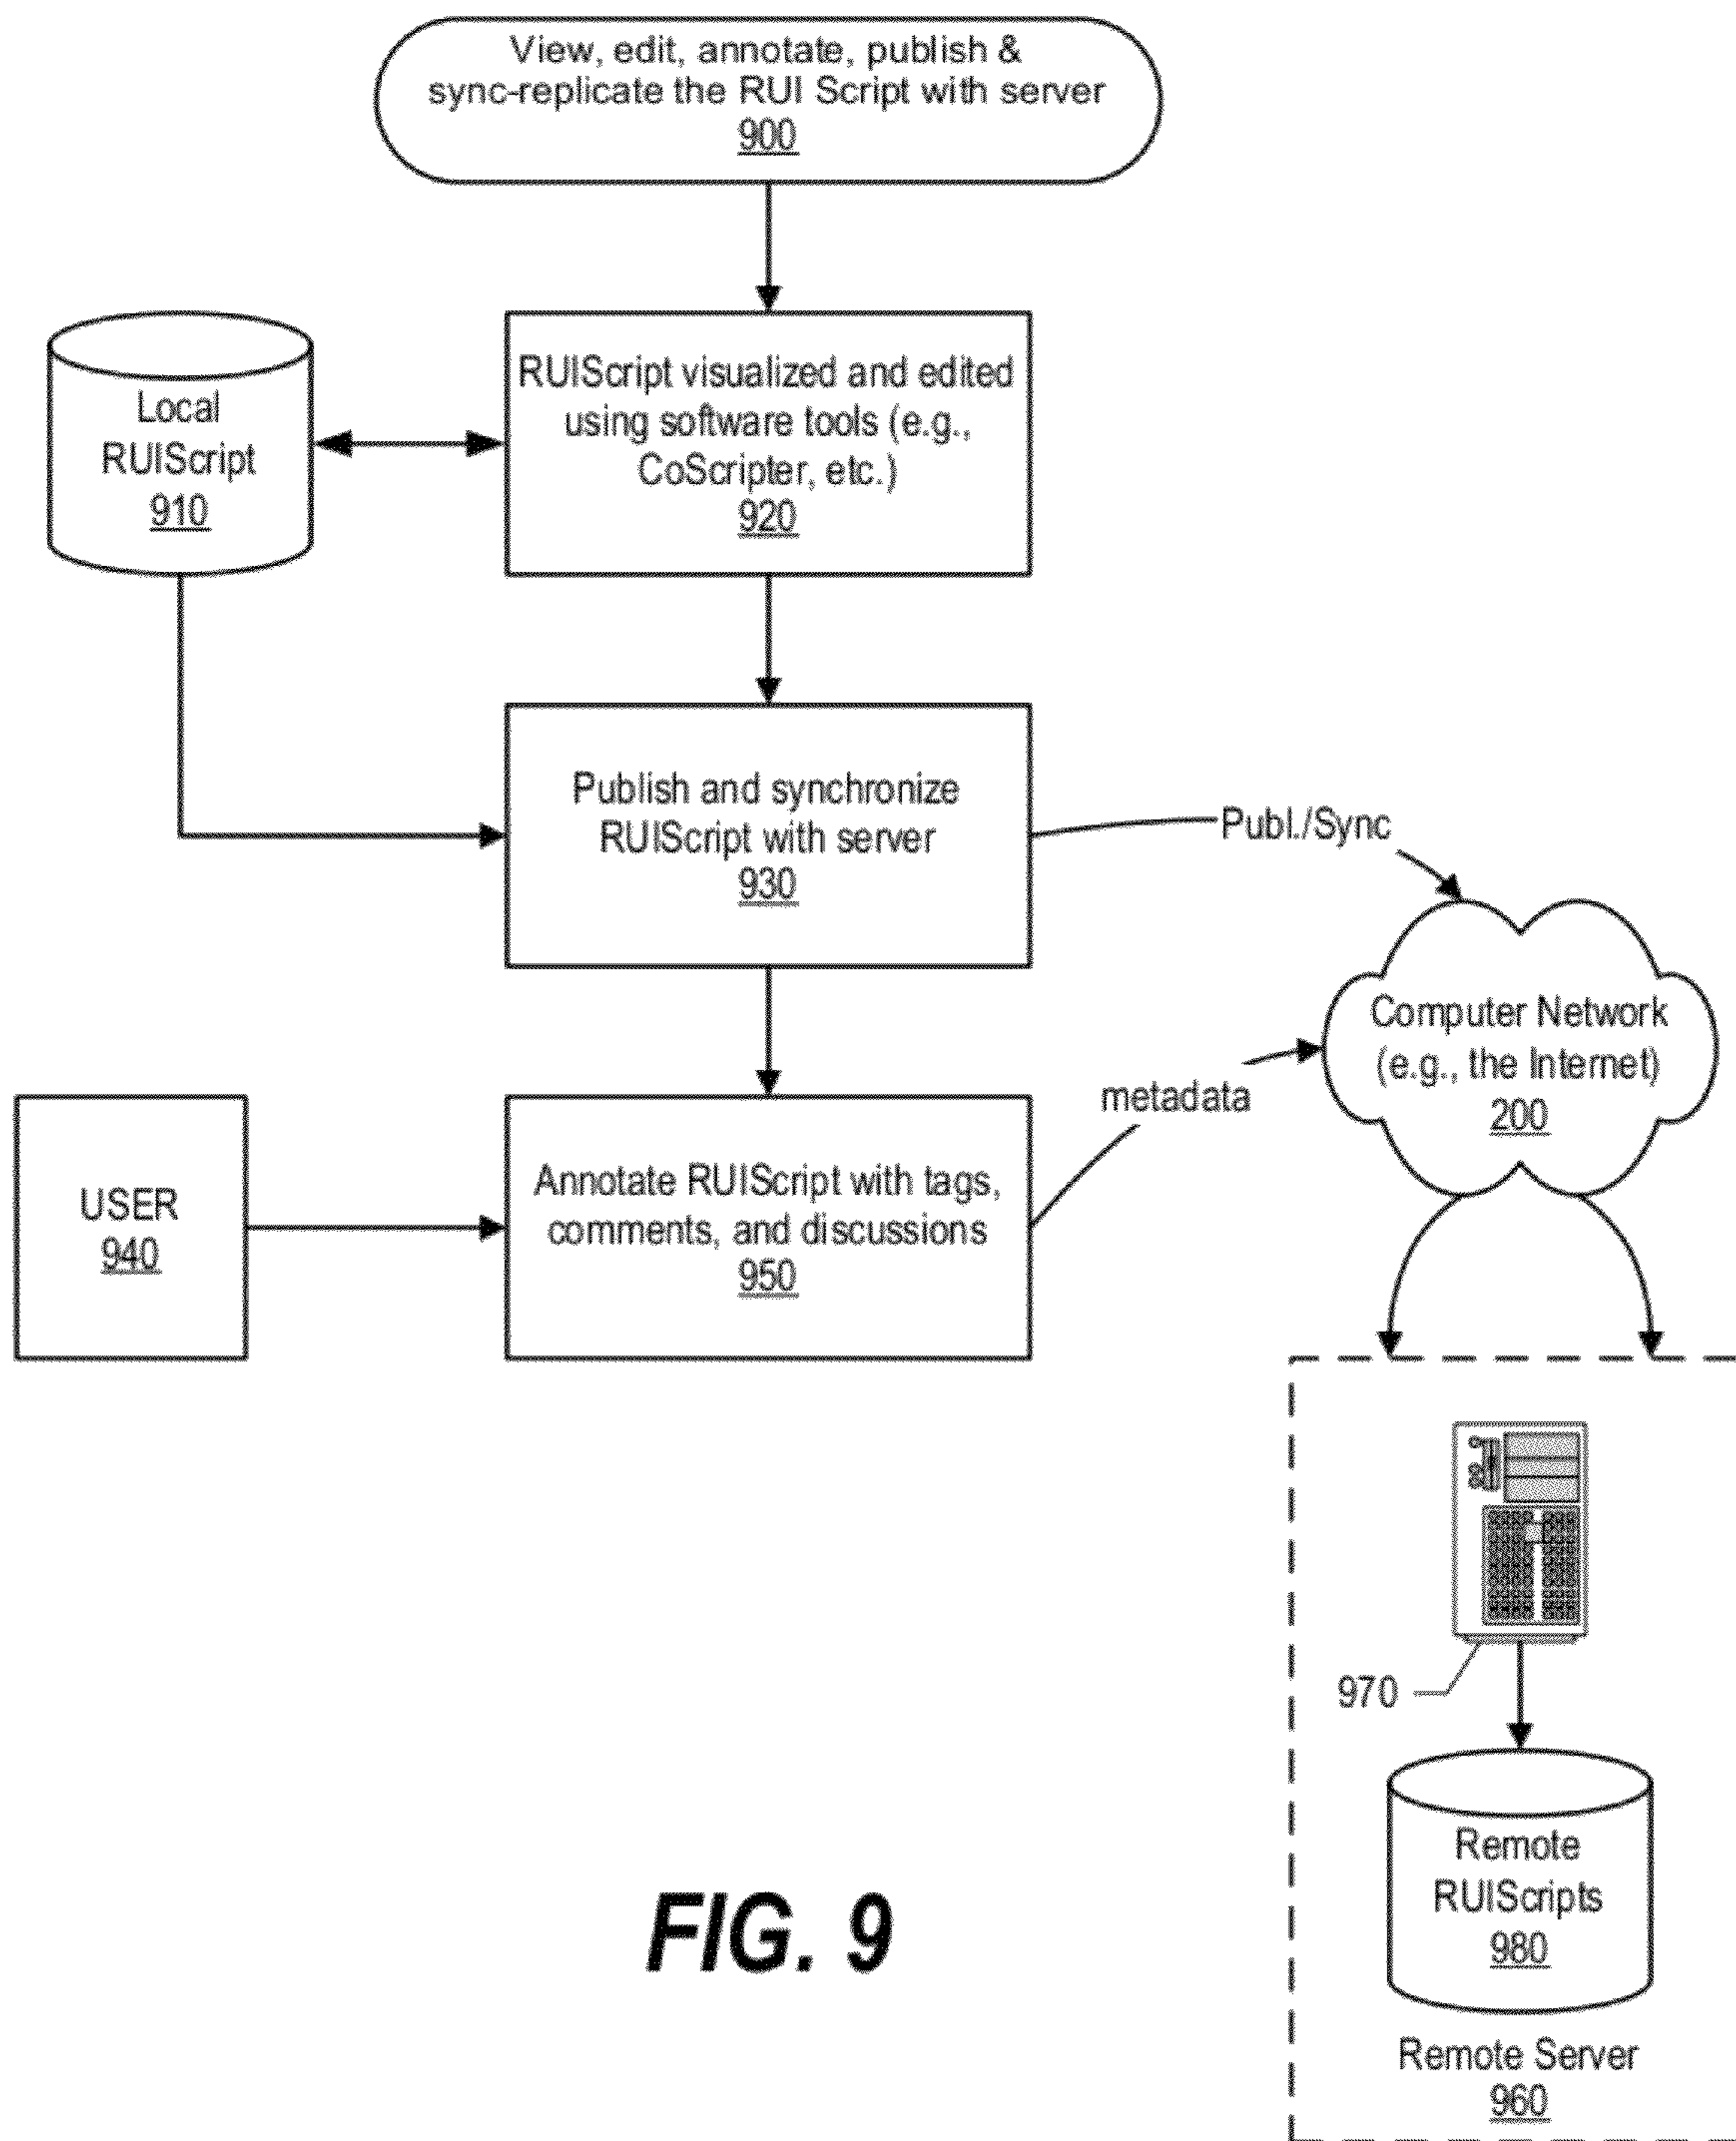 View, edit, annotate, publish &
sync-replicate the RUI Script with server
900
Local
RUIScript
910
RUIScript visualized and edited
using software tools (e.g.,
CoScripter, etc.)
920
Publish and synchronize
RUIScript with server
930
Publ./Sync
Computer Network
(e.g., the Internet)
200
metadata
USER
940
Annotate RUIScript with tags,
comments, and discussions
950
970
Remote
RUIScripts
980
Remote Server
960
FIG. 9